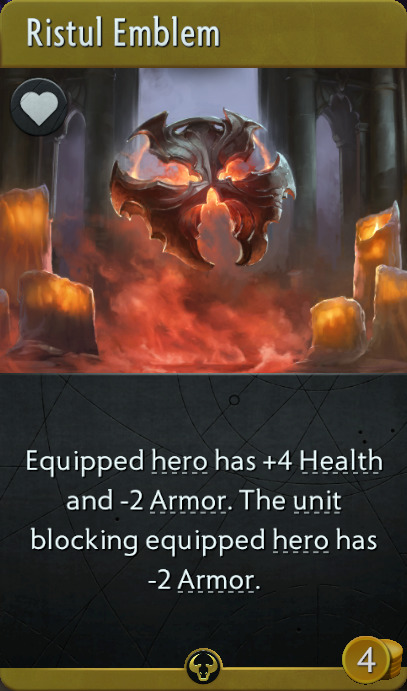 Ristul Emblem
Equipped hero has +4 Health
and -2 Armor. The unit
blocking equipped hero has
-2 Armor.
4